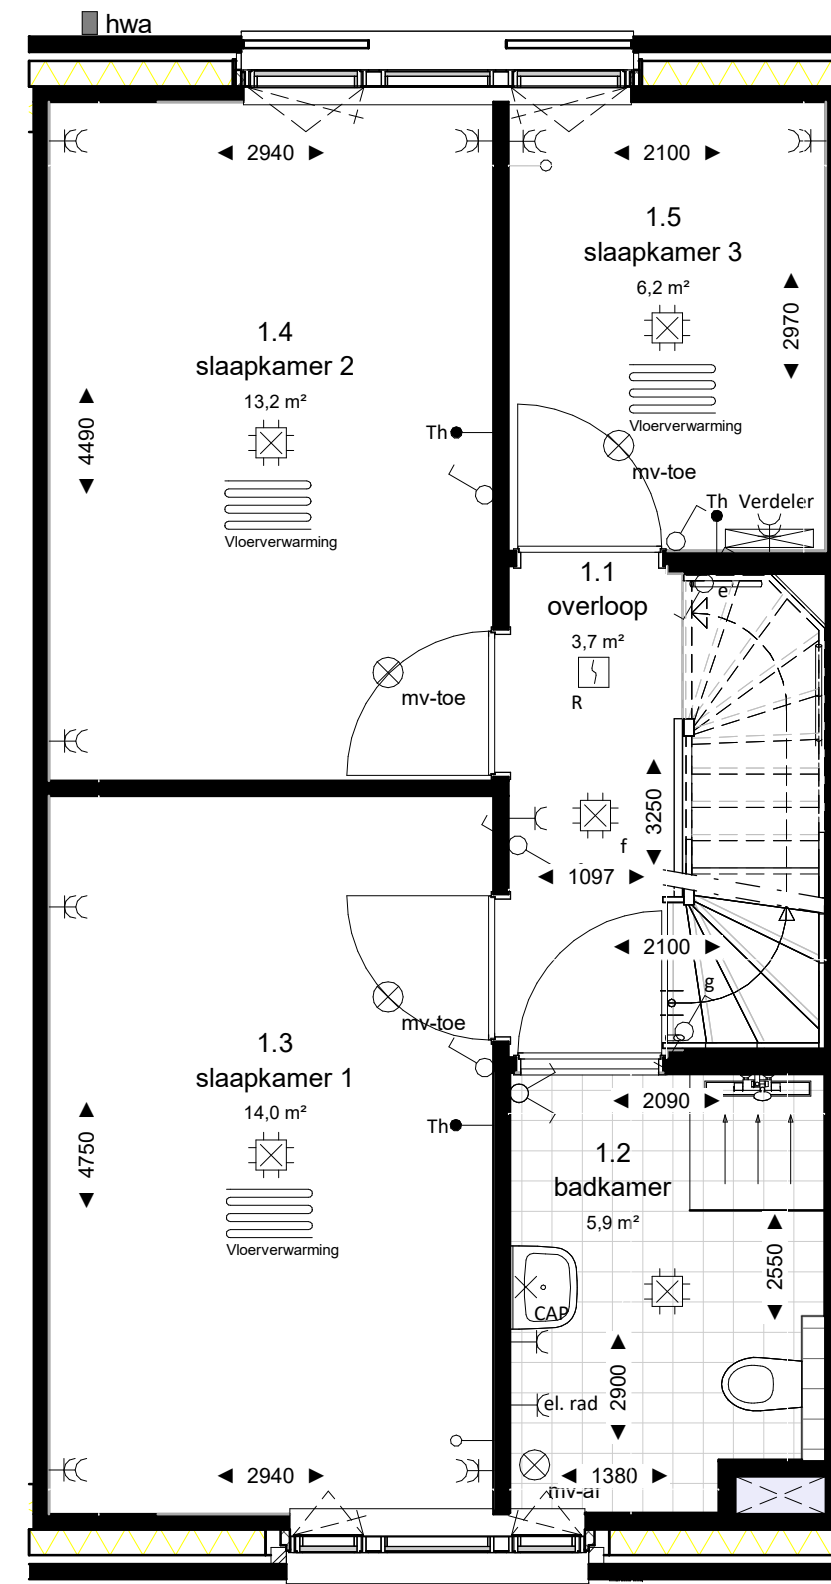 hwa
2940
2100
1.5
slaapkamer 3
6,2 m²
2970
Vloerverwarming
mv-toe
Th Verdeler
1.4
slaapkamer 2
13,2 m²
4490
Th
Vloerverwarming
mv-toe
1.1
overloop
3,7 m²
R
e
3250
f
1097
2100
g
mv-toe
1.3
slaapkamer 1
14,0 m²
4750
Th
Vloerverwarming
2940
2090
1.2
badkamer
5,9 m²
2550
CAP
2900
el. rad
1380
mv-af